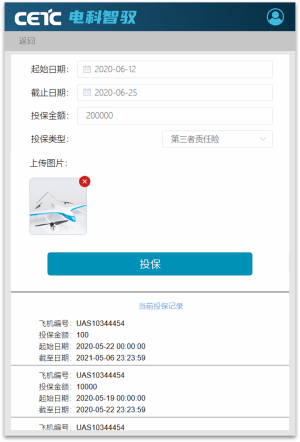 CETC 电科智驭
返回
起始日期: 2020-06-12
截止日期: 2020-06-25
投保金额: 200000
投保类型: 第三者责任险
上传图片:
投保
当前投保记录
飞机编号: UAS10344454
投保金额: 100
起始日期: 2020-05-22 00:00:00
截至日期: 2021-05-06 23:23:59
飞机编号: UAS10344454
投保金额: 10000
起始日期: 2020-05-19 00:00:00
截至日期: 2020-05-22 23:23:59
飞机编号: UAS10344454